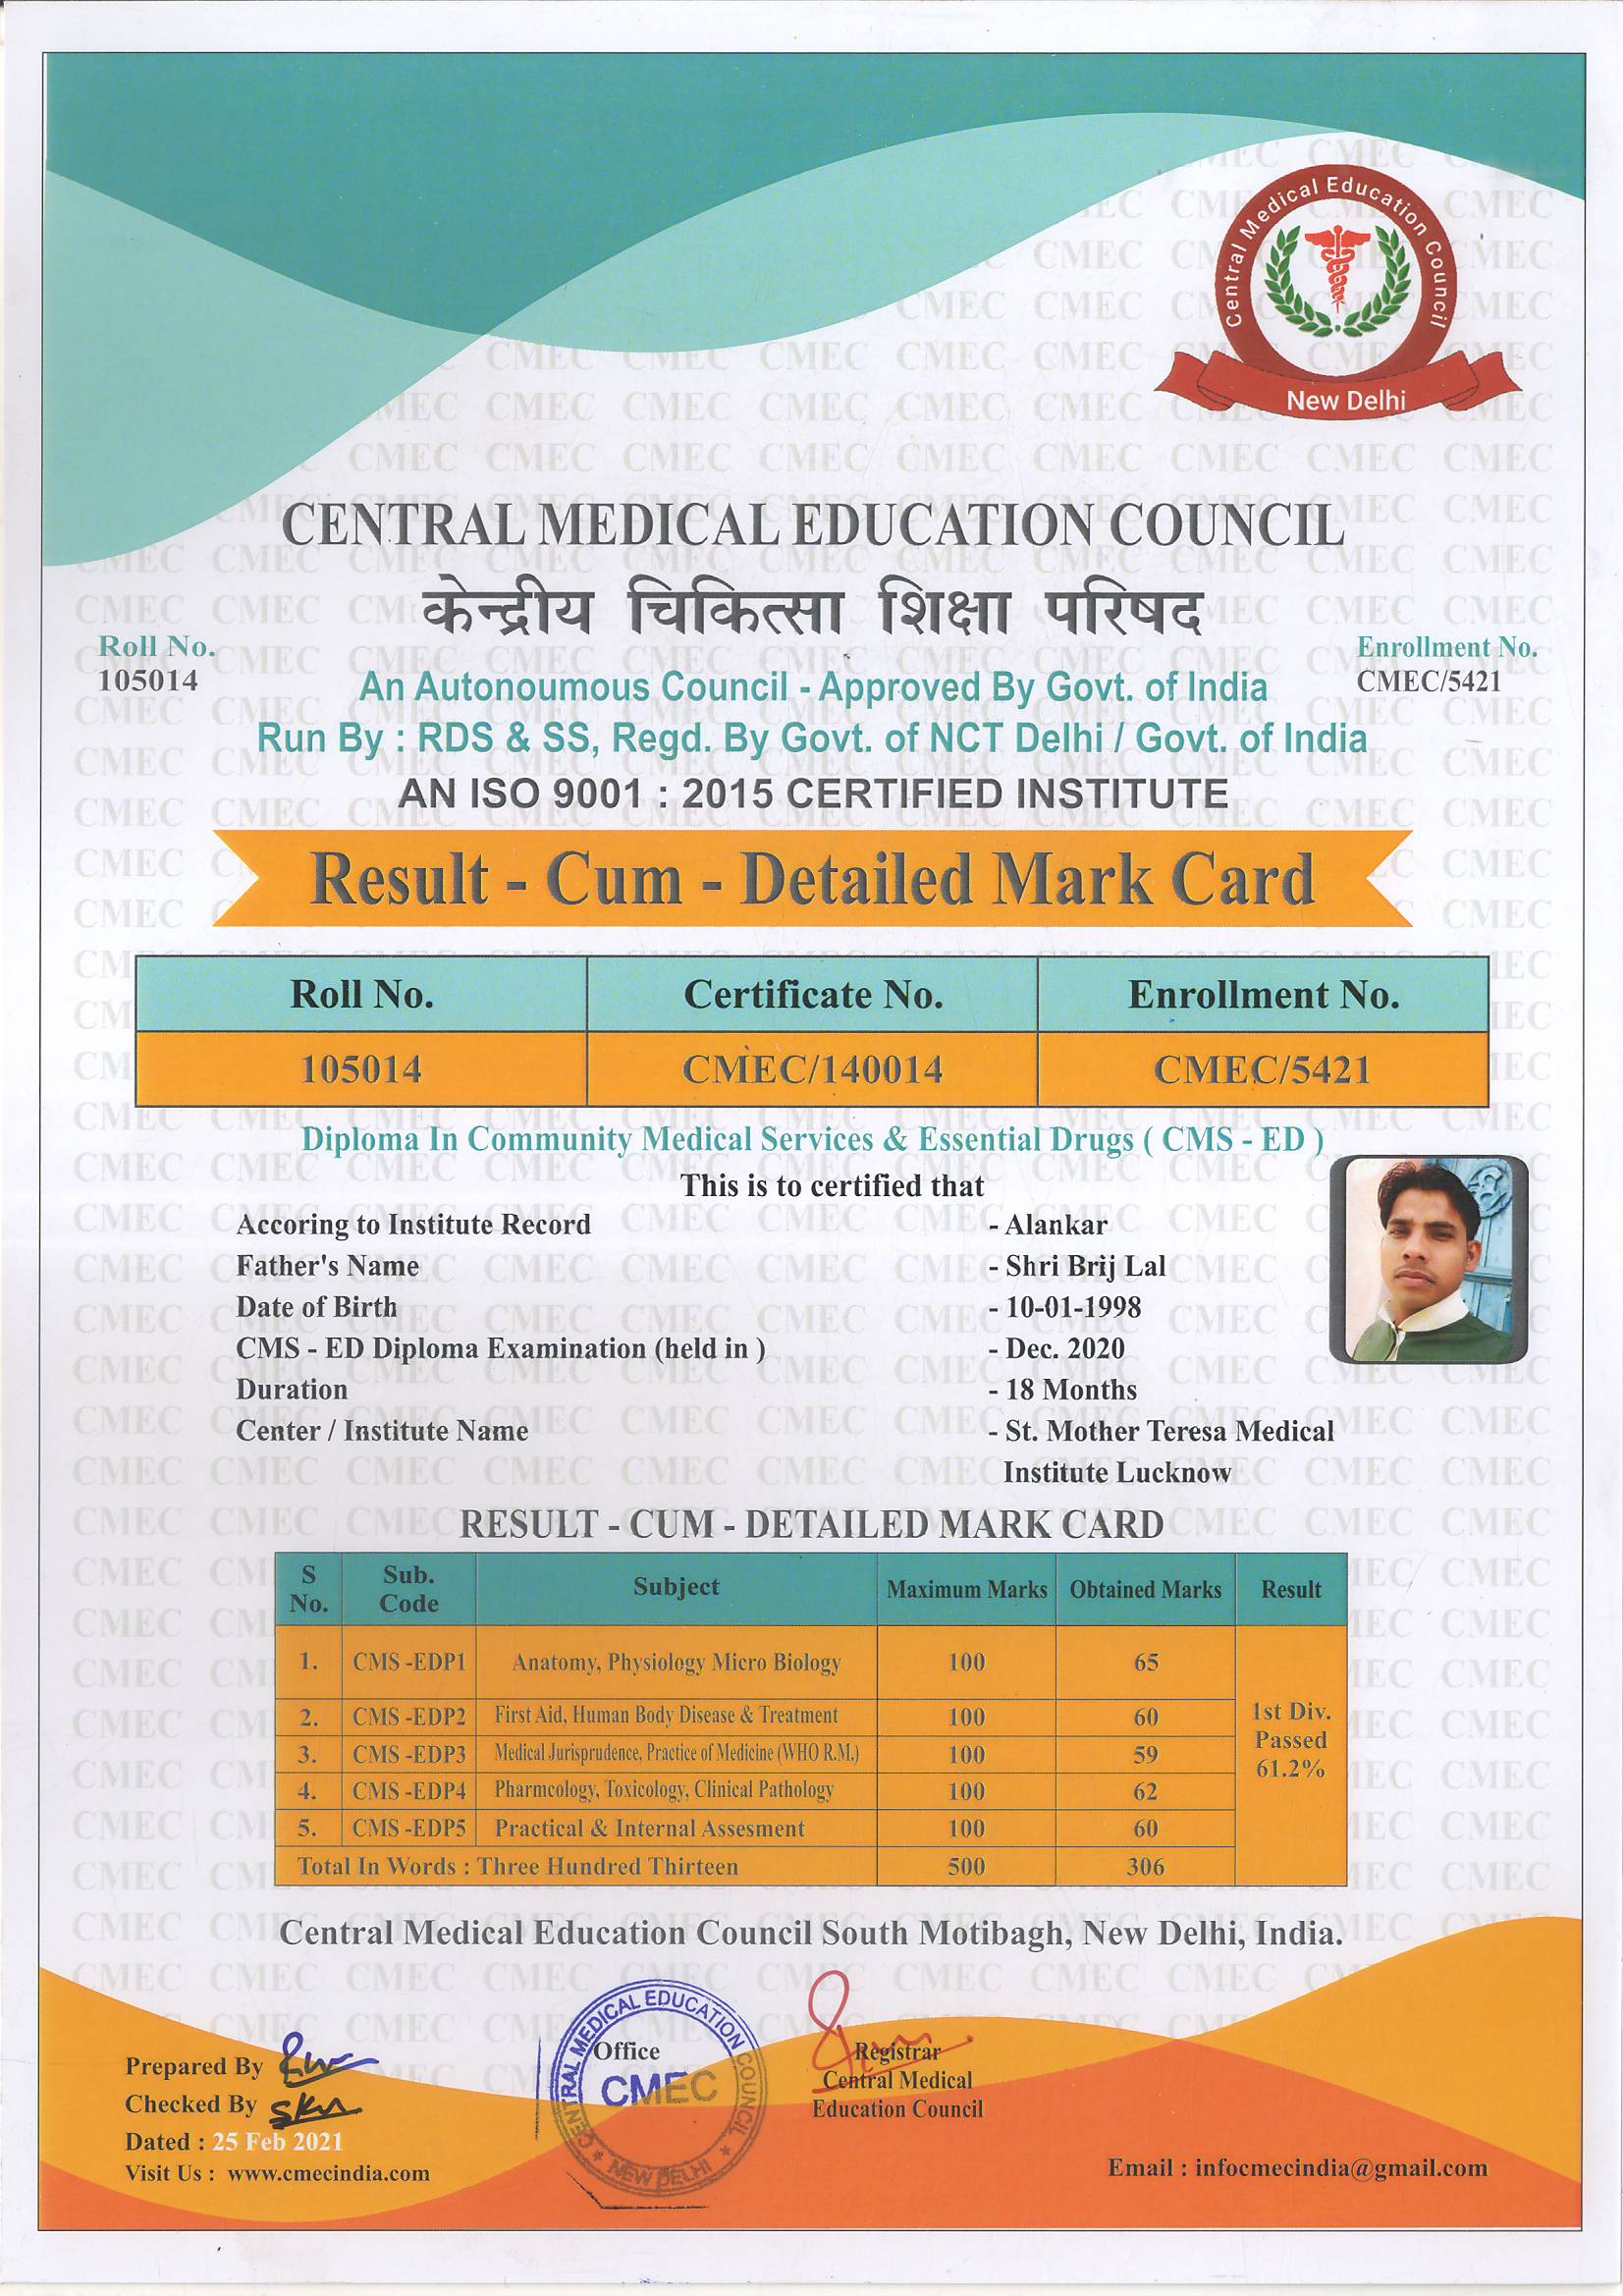 Central Medical Education Council
New Delhi
CENTRAL MEDICAL EDUCATION COUNCIL
केन्द्रीय चिकित्सा शिक्षा परिषद
Roll No.
105014
Enrollment No.
CMEC/5421
An Autonoumous Council - Approved By Govt. of India
Run By : RDS & SS, Regd. By Govt. of NCT Delhi / Govt. of India
AN ISO 9001 : 2015 CERTIFIED INSTITUTE
Result - Cum - Detailed Mark Card
Roll No. Certificate No. Enrollment No.
105014 CMEC/140014 CMEC/5421
Diploma In Community Medical Services & Essential Drugs ( CMS - ED )
This is to certified that
Accoring to Institute Record - Alankar
Father's Name - Shri Brij Lal
Date of Birth - 10-01-1998
CMS - ED Diploma Examination (held in ) - Dec. 2020
Duration - 18 Months
Center / Institute Name - St. Mother Teresa Medical
Institute Lucknow
RESULT - CUM - DETAILED MARK CARD
S No. Sub. Code Subject Maximum Marks Obtained Marks Result
1. CMS -EDP1 Anatomy, Physiology Micro Biology 100 65
2. CMS -EDP2 First Aid, Human Body Disease & Treatment 100 60
3. CMS -EDP3 Medical Jurisprudence, Practice of Medicine (WHO R.M.) 100 59
4. CMS -EDP4 Pharmcology, Toxicology, Clinical Pathology 100 62
5. CMS -EDP5 Practical & Internal Assesment 100 60
Total In Words : Three Hundred Thirteen 500 306
1st Div.
Passed
61.2%
Central Medical Education Council South Motibagh, New Delhi, India.
Prepared By
Checked By
Dated : 25 Feb 2021
Visit Us : www.cmecindia.com
CENTRAL MEDICAL EDUCATION COUNCIL
Office
CMEC
NEW DELHI
Registrar
Central Medical
Education Council
Email : infocmecindia@gmail.com